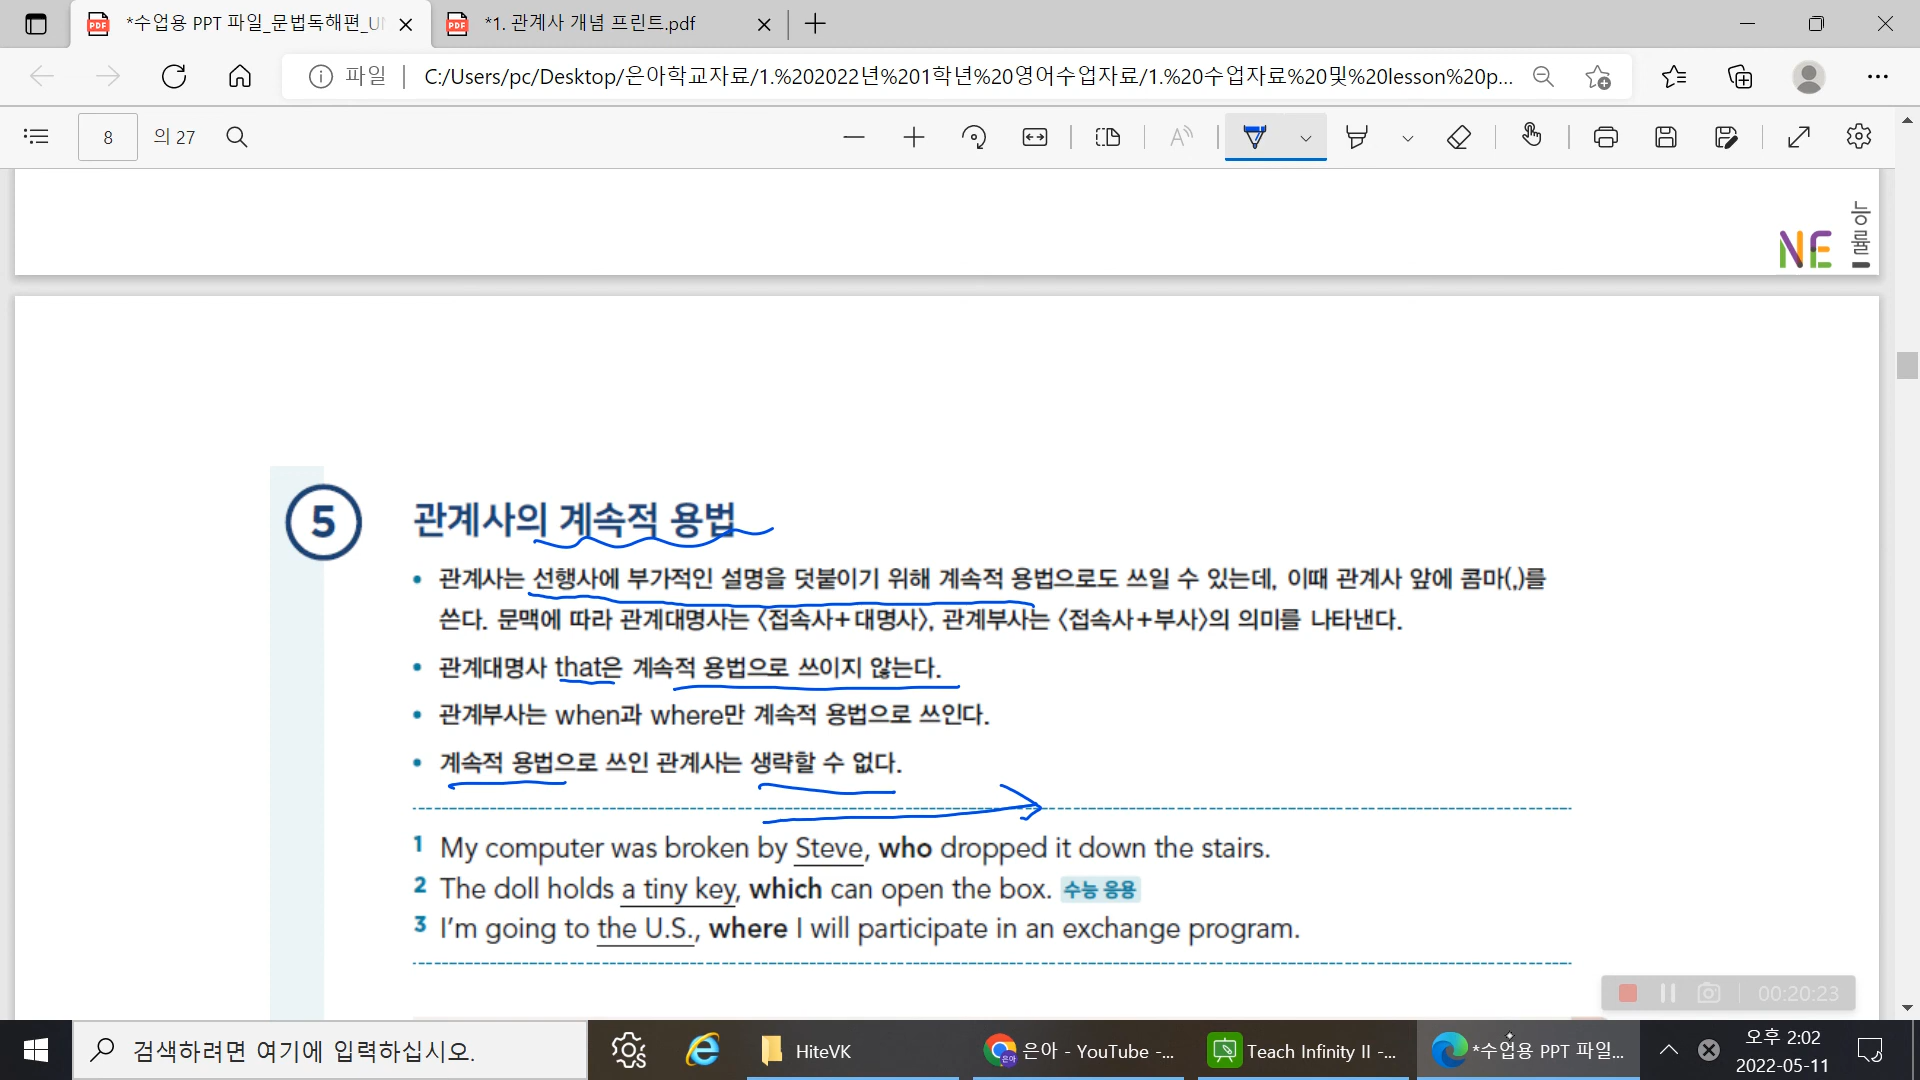 *수업용 PPT 파일_문법독해편_UN
*1. 관계사 개념 프린트.pdf
파일
C:/Users/pc/Desktop/은아학교자료/1.%202022년%201학년%20영어수업자료/1.%20수업자료%20및%20lesson%20p...
8 의 27
NE 능률
5 관계사의 계속적 용법
• 관계사는 선행사에 부가적인 설명을 덧붙이기 위해 계속적 용법으로도 쓰일 수 있는데, 이때 관계사 앞에 콤마(,)를
쓴다. 문맥에 따라 관계대명사는 〈접속사+대명사〉, 관계부사는 〈접속사+부사〉의 의미를 나타낸다.
• 관계대명사 that은 계속적 용법으로 쓰이지 않는다.
• 관계부사는 when과 where만 계속적 용법으로 쓰인다.
• 계속적 용법으로 쓰인 관계사는 생략할 수 없다.
1 My computer was broken by Steve, who dropped it down the stairs.
2 The doll holds a tiny key, which can open the box. 수능 응용
3 I'm going to the U.S., where I will participate in an exchange program.
00:20:23
검색하려면 여기에 입력하십시오.
HiteVK
은아 - YouTube -...
Teach Infinity II -...
*수업용 PPT 파일...
오후 2:02
2022-05-11